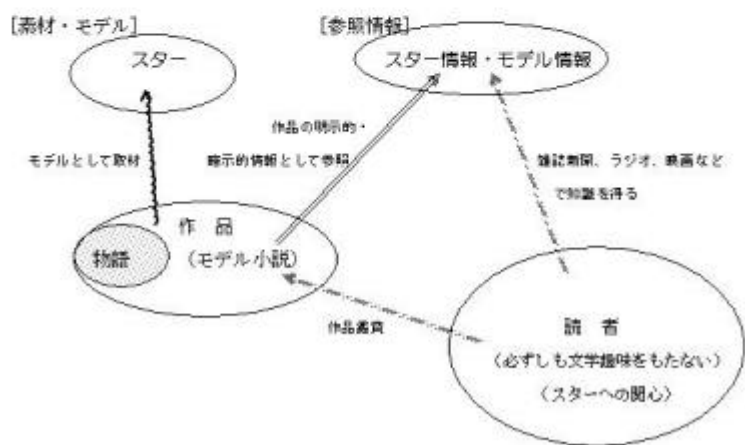 [素材・モデル]
[参照情報]
スター
スター情報・モデル情報
作品の明示的・
暗示的情報として参照
モデルとして取材
雑誌新聞、ラジオ、映画など
で知識を得る
作 品
物語
(モデル小説)
作品鑑賞
読 者
(必ずしも文学趣味をもたない)
(スターへの関心)